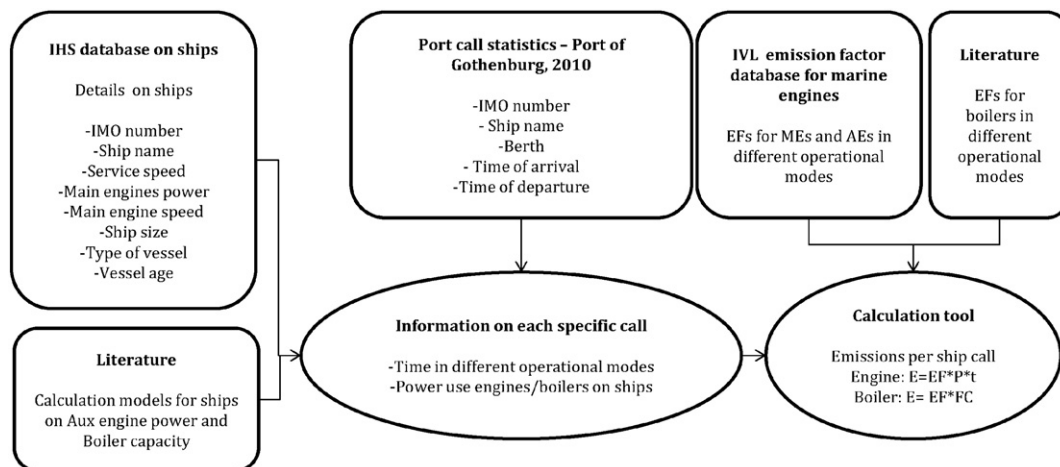 IHS database on ships
Details on ships
-IMO number
-Ship name
-Service speed
-Main engines power
-Main engine speed
-Ship size
-Type of vessel
-Vessel age
Literature
Calculation models for ships
on Aux engine power and
Boiler capacity
Port call statistics – Port of
Gothenburg, 2010
-IMO number
- Ship name
-Berth
- Time of arrival
-Time of departure
IVL emission factor
database for marine
engines
EFs for MEs and AEs in
different operational
modes
Literature
EFs for
boilers in
different
operational
modes
Information on each specific call
-Time in different operational modes
-Power use engines/boilers on ships
Calculation tool
Emissions per ship call
Engine: E=EF*P*t
Boiler: E= EF*FC